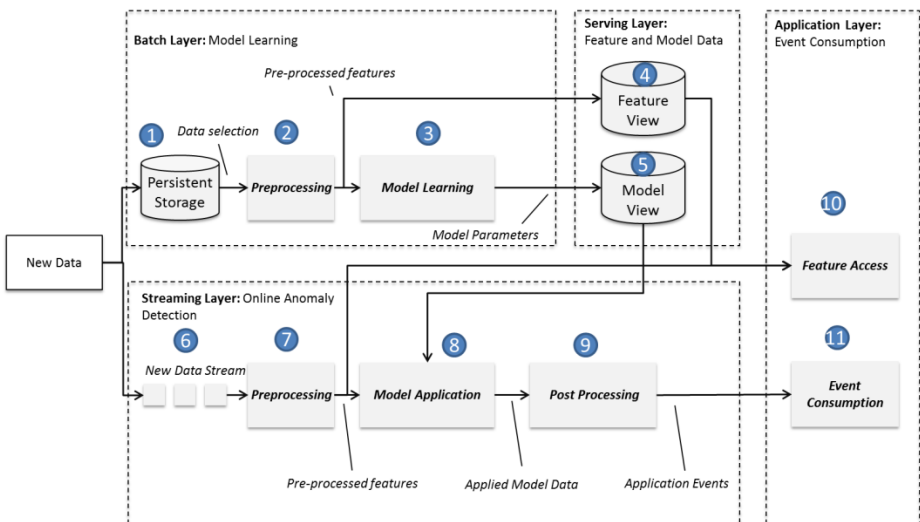 Batch Layer: Model Learning
Serving Layer:
Feature and Model Data
Application Layer:
Event Consumption
Pre-processed features
4
Feature
View
1
Data selection
2
3
Persistent
Storage
Preprocessing
Model Learning
5
Model
View
Model Parameters
10
New Data
Feature Access
Streaming Layer: Online Anomaly
Detection
6
7
8
9
11
New Data Stream
Preprocessing
Model Application
Post Processing
Event
Consumption
Pre-processed features
Applied Model Data
Application Events